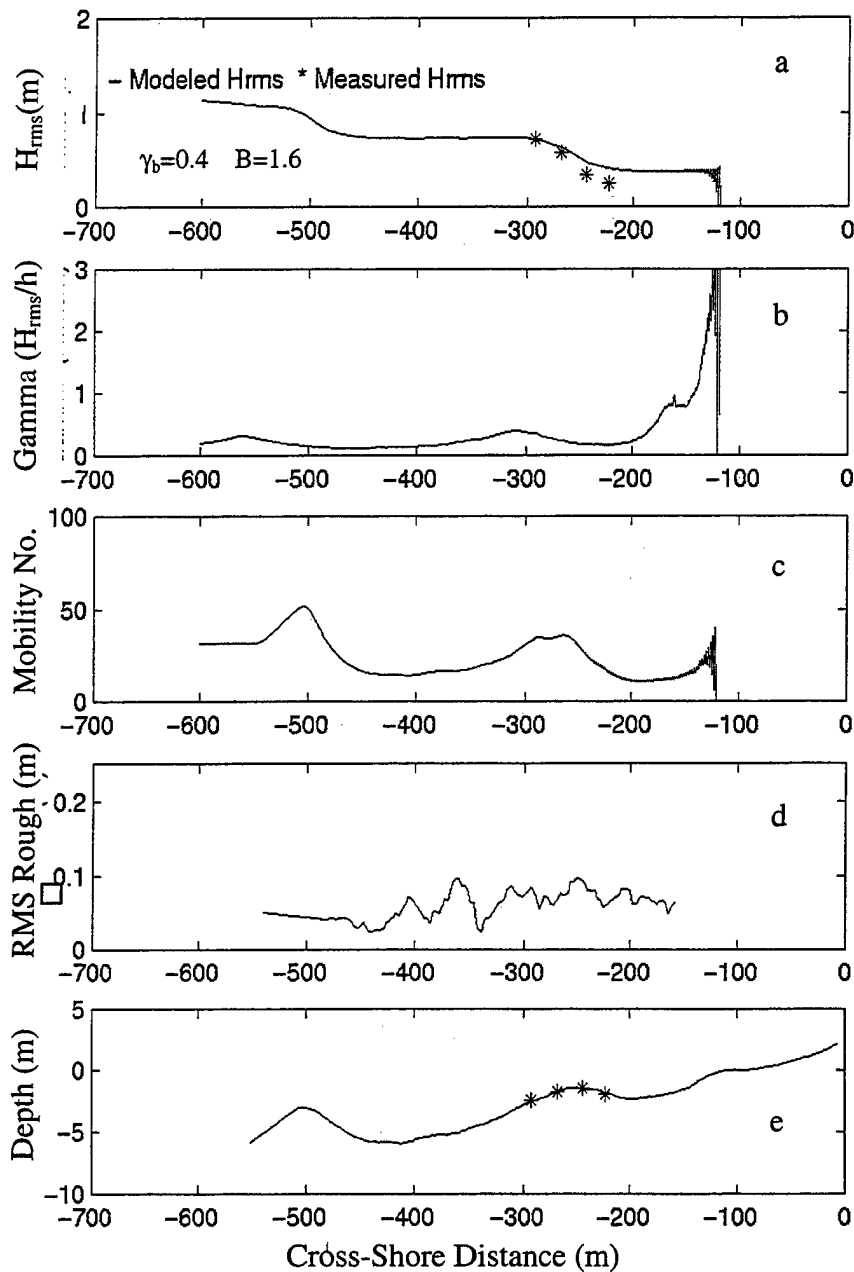 2
1
0
H_rms(m)
– Modeled Hrms * Measured Hrms
a
γ_b=0.4 B=1.6
-700 -600 -500 -400 -300 -200 -100 0
3
2
1
0
Gamma (H_rms/h)
b
-700 -600 -500 -400 -300 -200 -100 0
100
50
0
Mobility No.
c
-700 -600 -500 -400 -300 -200 -100 0
0.2
0.1
0
RMS Rough (m)
d
-700 -600 -500 -400 -300 -200 -100 0
5
0
-5
-10
Depth (m)
e
-700 -600 -500 -400 -300 -200 -100 0
Cross-Shore Distance (m)